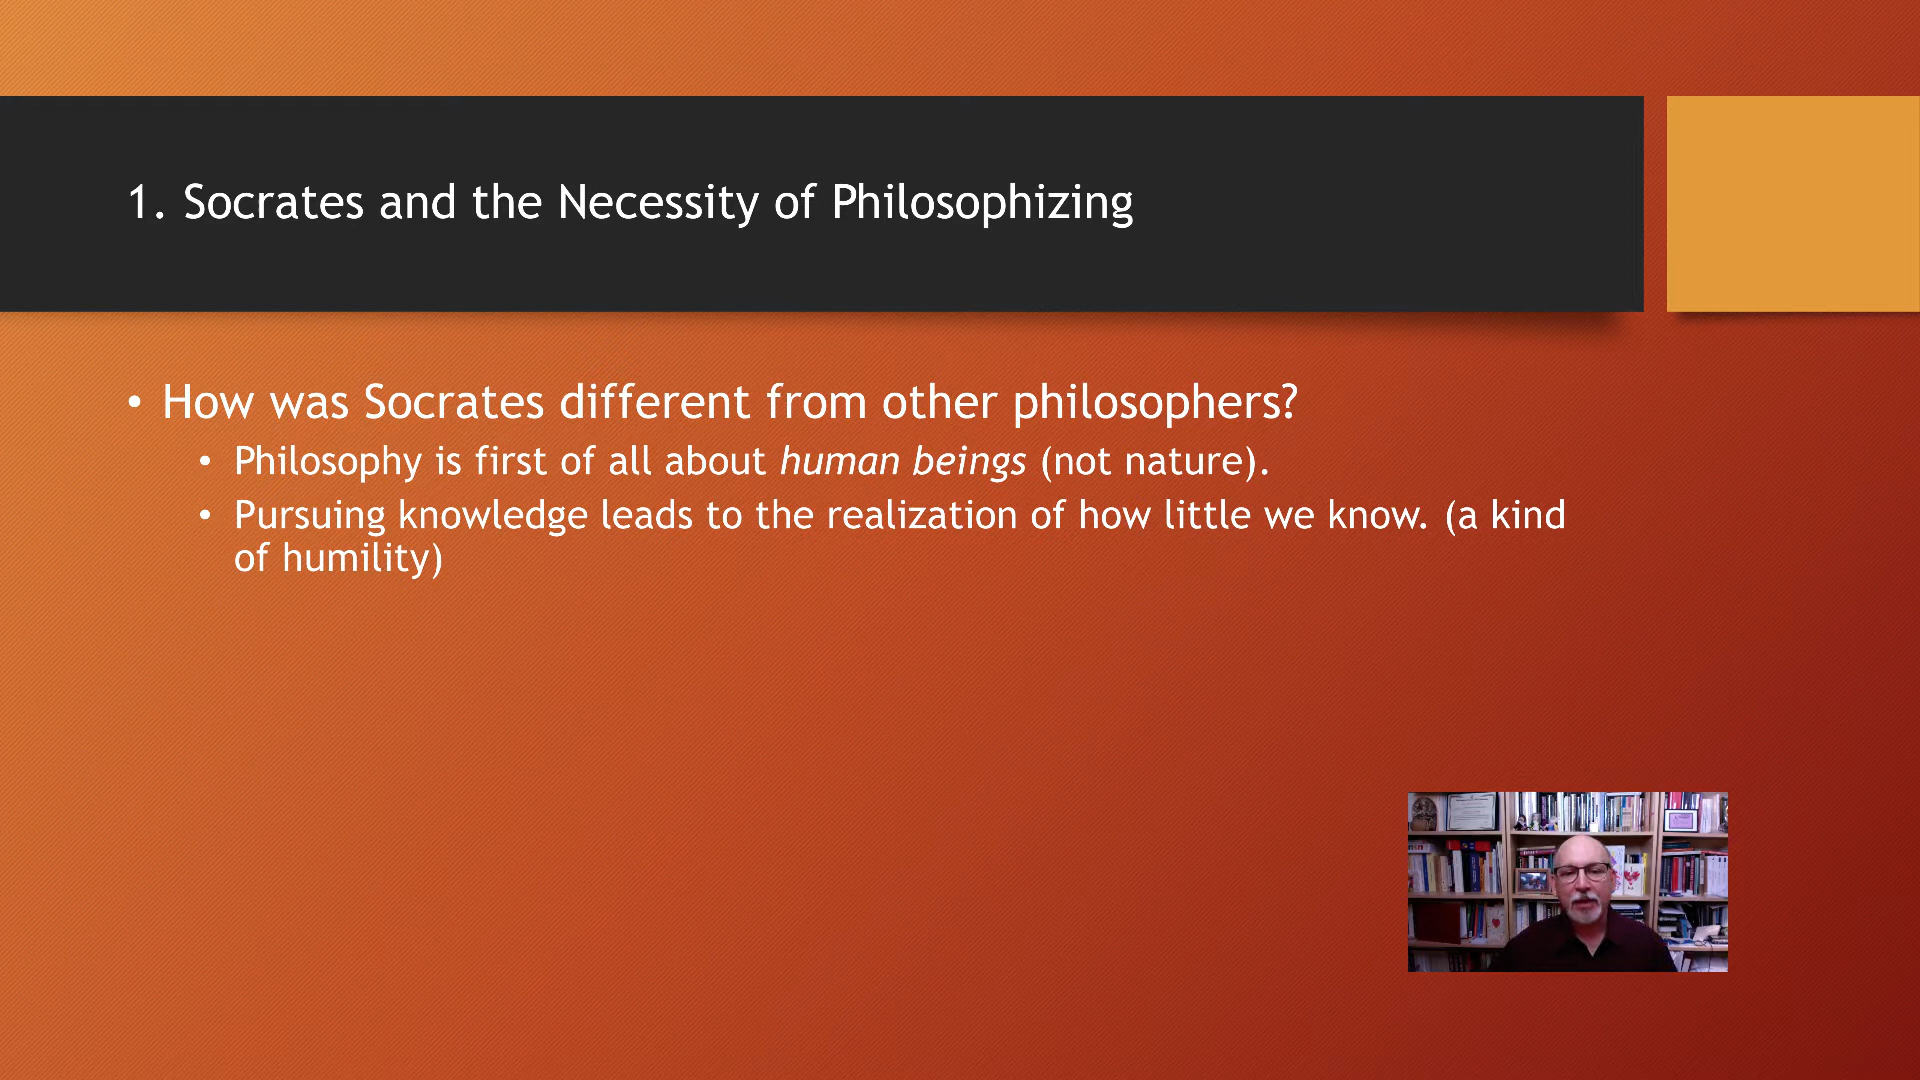 1. Socrates and the Necessity of Philosophizing
• How was Socrates different from other philosophers?
• Philosophy is first of all about human beings (not nature).
• Pursuing knowledge leads to the realization of how little we know. (a kind
of humility)